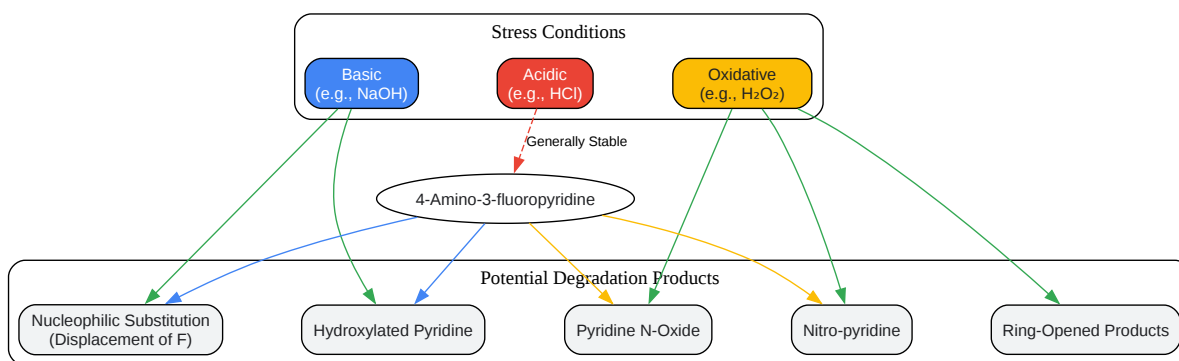 Stress Conditions
Basic
(e.g., NaOH)
Acidic
(e.g., HCl)
Oxidative
(e.g., H₂O₂)
Generally Stable
4-Amino-3-fluoropyridine
Potential Degradation Products
Nucleophilic Substitution
(Displacement of F)
Hydroxylated Pyridine
Pyridine N-Oxide
Nitro-pyridine
Ring-Opened Products